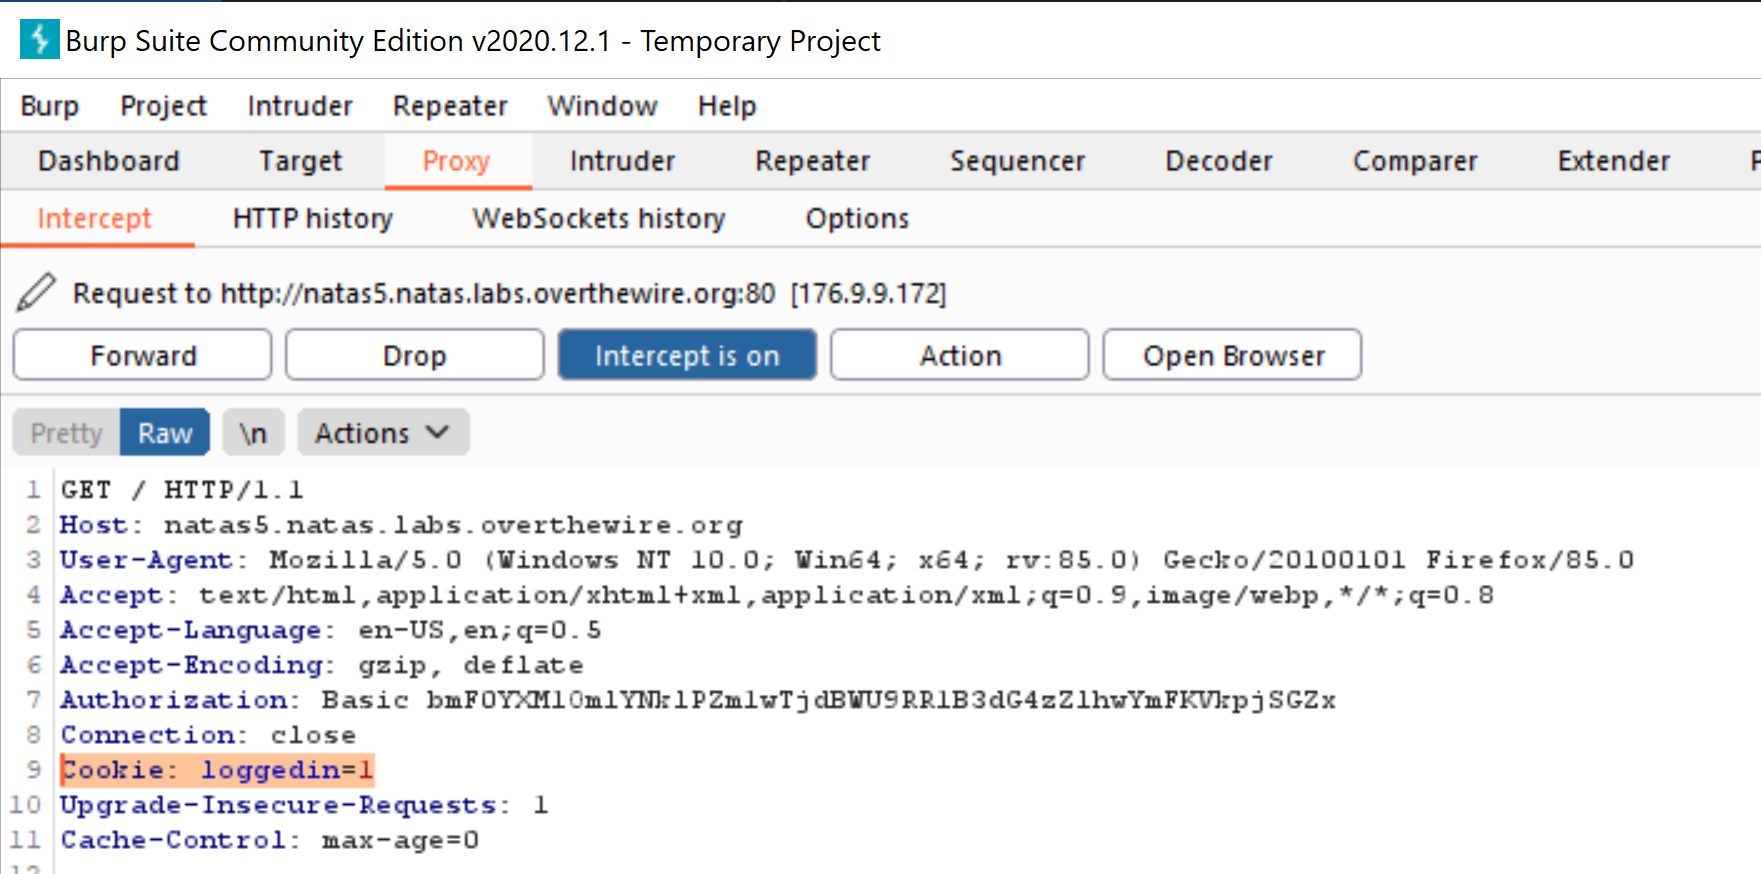 Burp Suite Community Edition v2020.12.1 - Temporary Project
Burp Project Intruder Repeater Window Help
Dashboard Target Proxy Intruder Repeater Sequencer Decoder Comparer Extender
Intercept HTTP history WebSockets history Options
Request to http://natas5.natas.labs.overthewire.org:80 [176.9.9.172]
Forward Drop Intercept is on Action Open Browser
Pretty Raw \n Actions
1 GET / HTTP/1.1
2 Host: natas5.natas.labs.overthewire.org
3 User-Agent: Mozilla/5.0 (Windows NT 10.0; Win64; x64; rv:85.0) Gecko/20100101 Firefox/85.0
4 Accept: text/html,application/xhtml+xml,application/xml;q=0.9,image/webp,*/*;q=0.8
5 Accept-Language: en-US,en;q=0.5
6 Accept-Encoding: gzip, deflate
7 Authorization: Basic bmF0YXM1OmlYNklPZm1wTjdBWU9RR1B3dG4zZlhwYmFKVkpjSGZx
8 Connection: close
9 Cookie: loggedin=1
10 Upgrade-Insecure-Requests: 1
11 Cache-Control: max-age=0
12